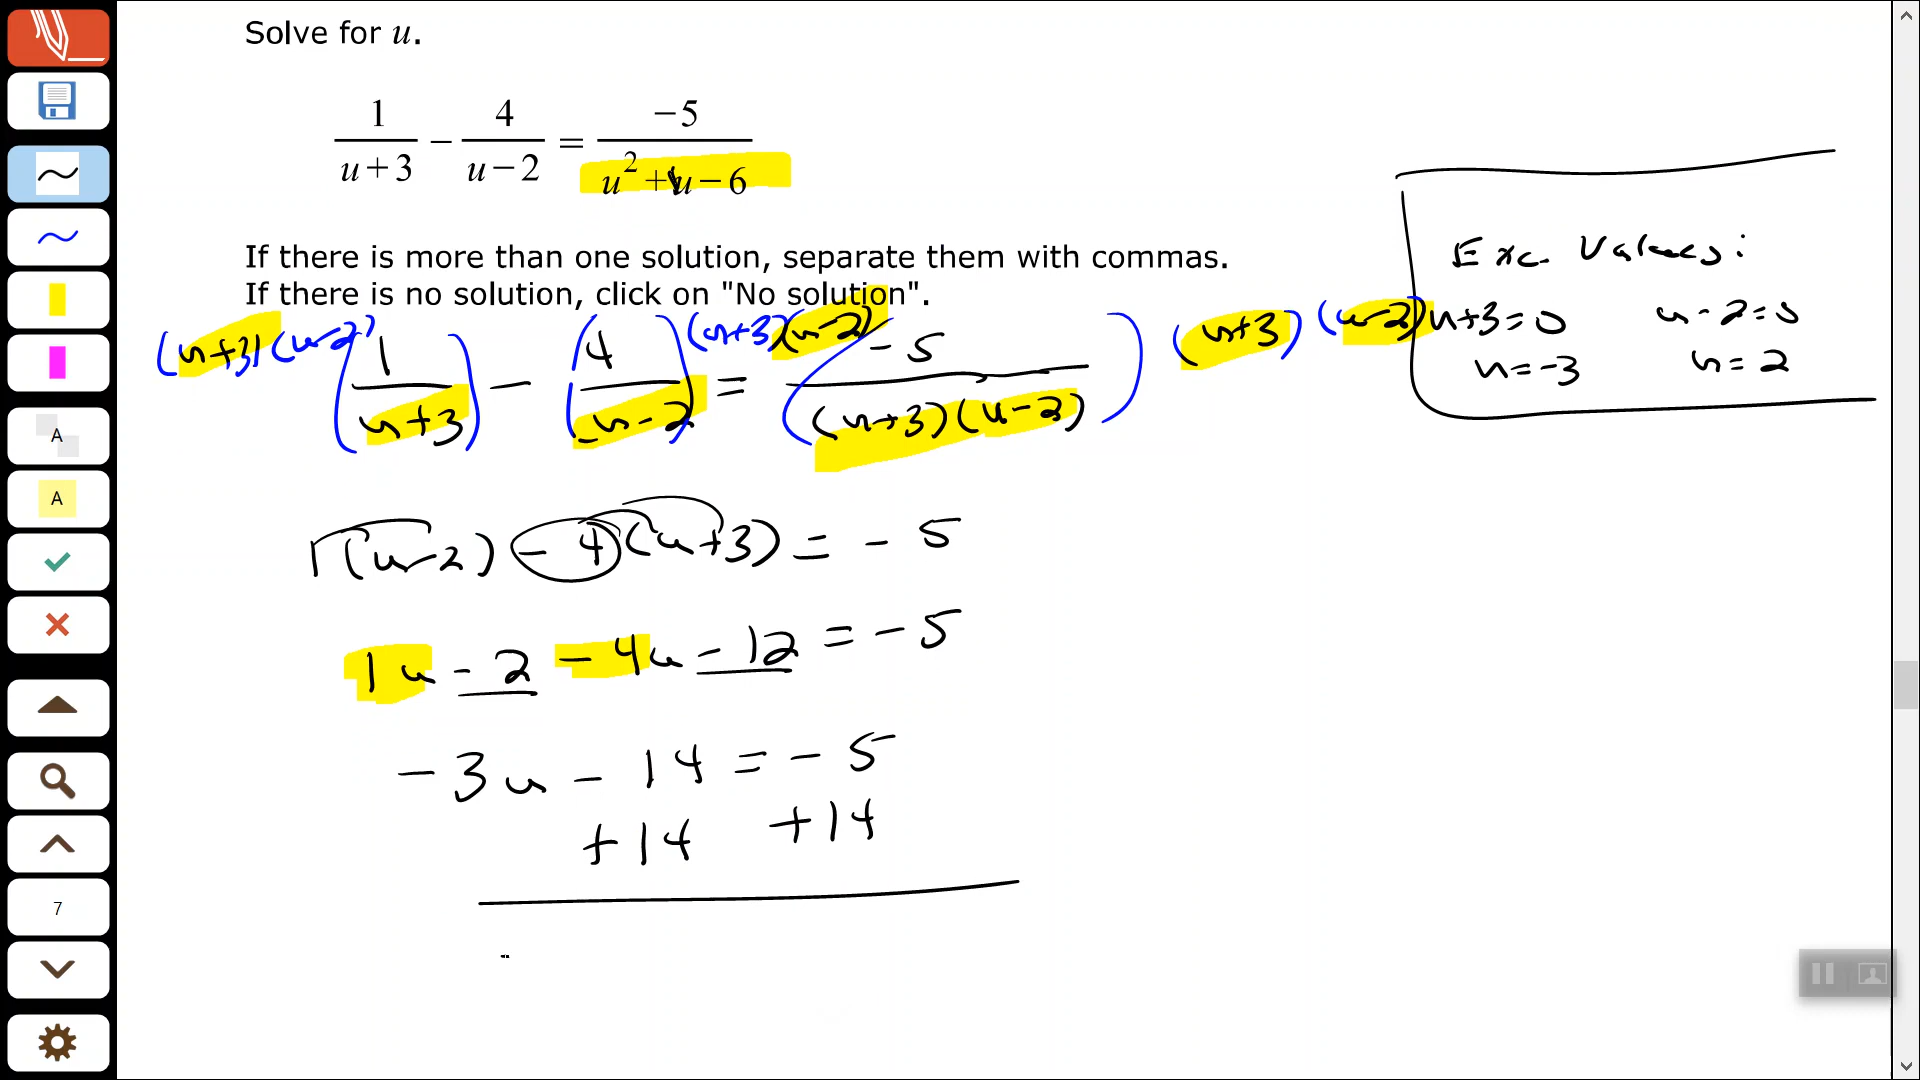 Solve for u.
1/(u+3) − 4/(u−2) = −5/(u²+u−6)
If there is more than one solution, separate them with commas.
If there is no solution, click on "No solution".
Exc. Values:
u+3=0 u-2=0
u=-3 u=2
(u+3)(u-2)(1/(u+3)) − (4/(u-2))(u+3)(u-2) = (-5/((u+3)(u-2)))(u+3)(u-2)
1(u-2) - 4(u+3) = -5
1u - 2 - 4u - 12 = -5
-3u - 14 = -5
+14 +14
A
A
7